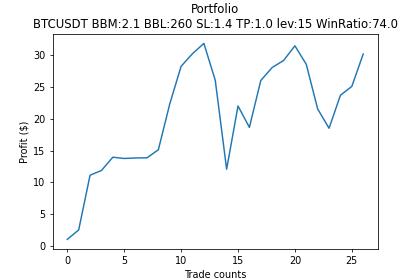 Portfolio
BTCUSDT BBM:2.1 BBL:260 SL:1.4 TP:1.0 lev:15 WinRatio:74.0
30
25
20
15
10
5
0
Profit ($)
0 5 10 15 20 25
Trade counts